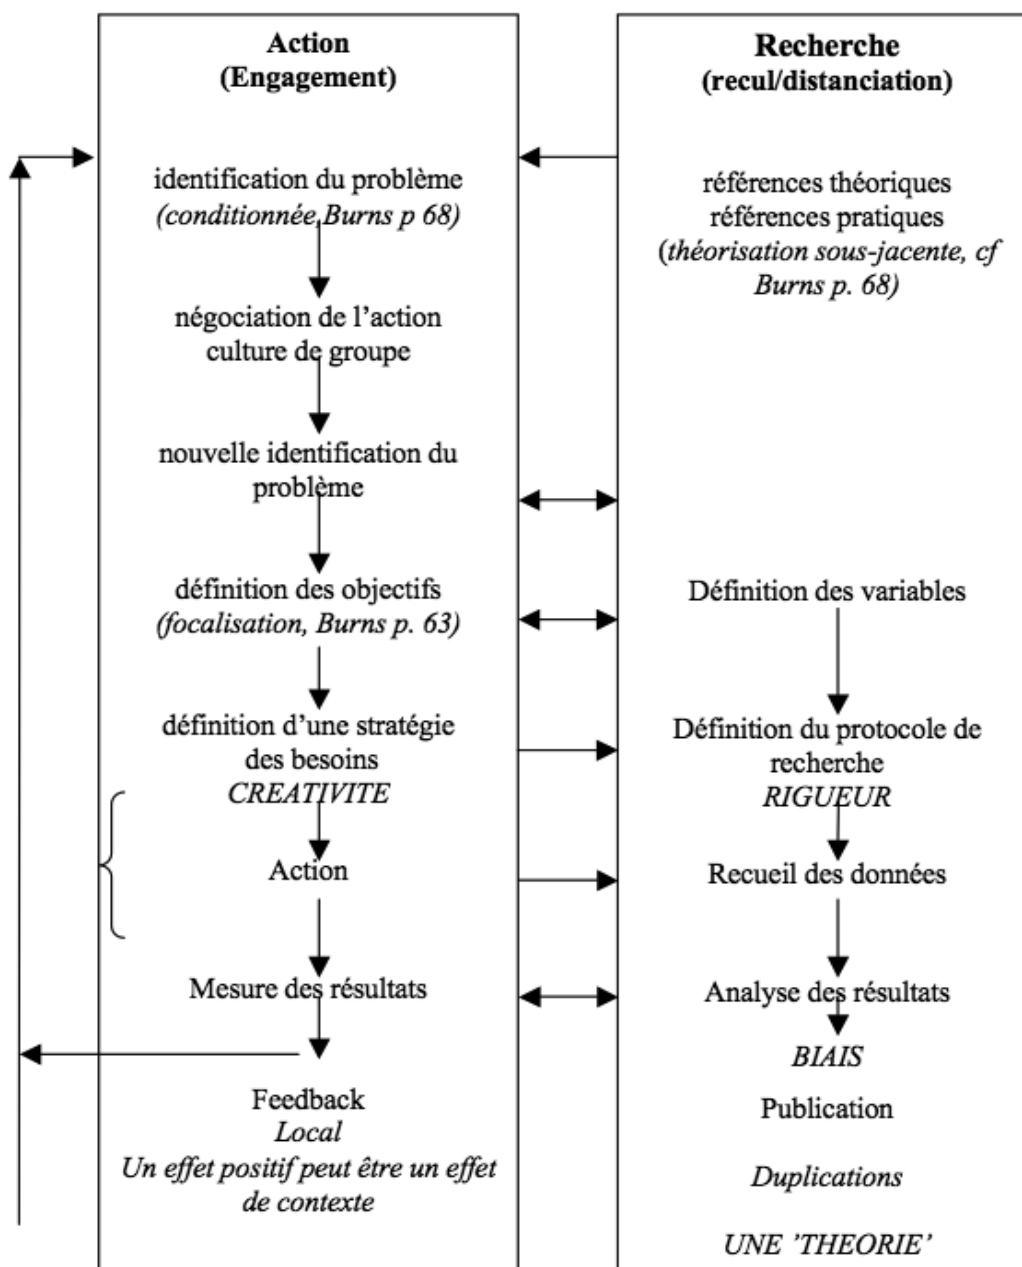 Action
(Engagement)
identification du problème
(conditionnée, Burns p 68)
négociation de l’action
culture de groupe
nouvelle identification du
problème
définition des objectifs
(focalisation, Burns p. 63)
définition d’une stratégie
des besoins
CREATIVITE
Action
Mesure des résultats
Feedback
Local
Un effet positif peut être un effet
de contexte
Recherche
(recul/distanciation)
références théoriques
références pratiques
(théorisation sous-jacente, cf
Burns p. 68)
Définition des variables
Définition du protocole de
recherche
RIGUEUR
Recueil des données
Analyse des résultats
BIAIS
Publication
Duplications
UNE ’THEORIE’